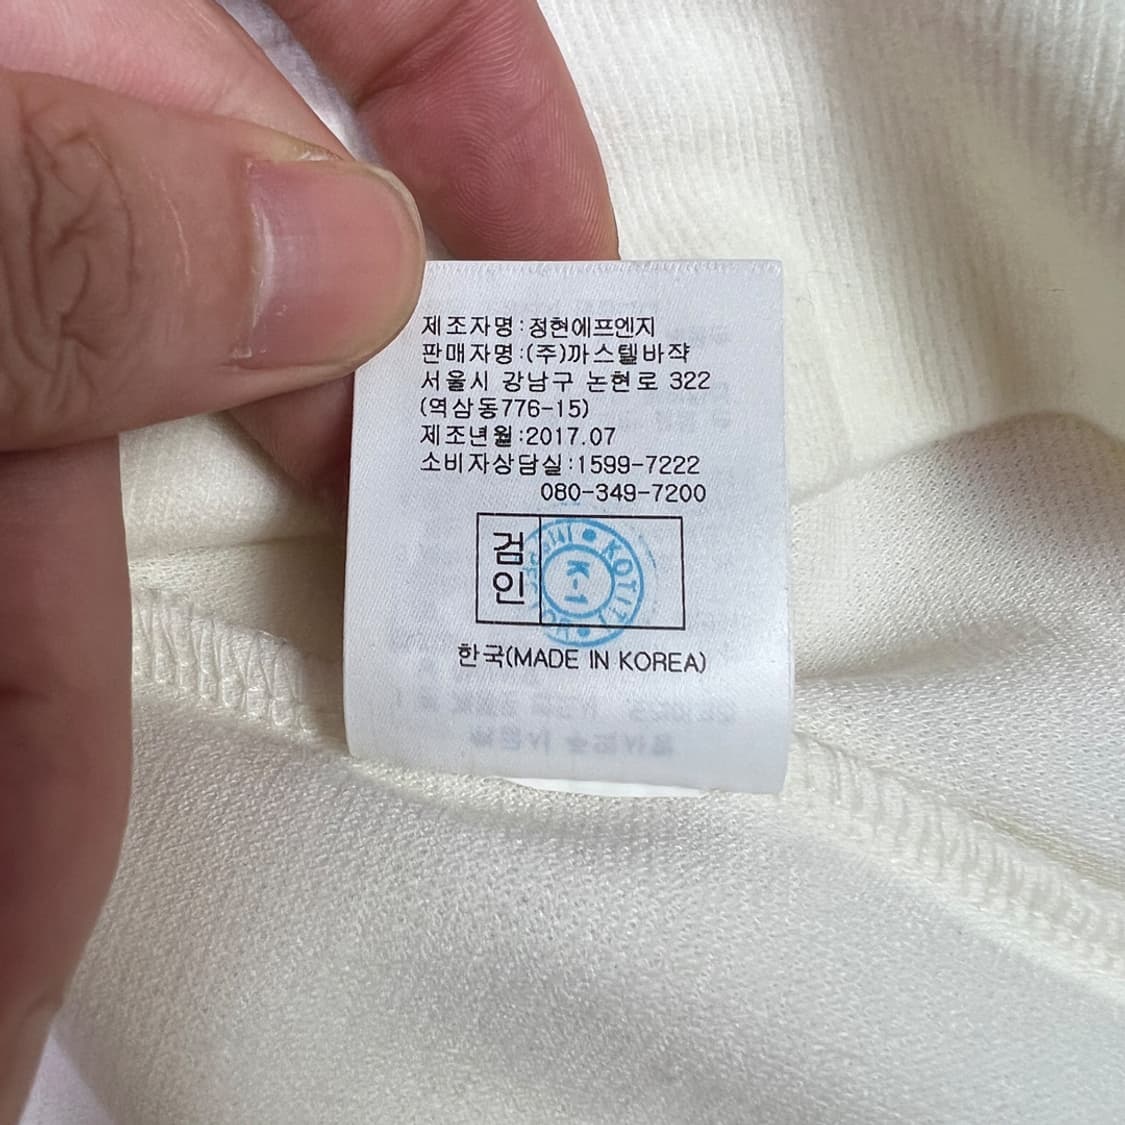 제조자명:정현에프엔지
판매자명:(주)까스텔바쟉
서울시 강남구 논현로 322
(역삼동776-15)
제조년월:2017.07
소비자상담실:1599-7222
080-349-7200
검인
KOTITI
K-1
한국(MADE IN KOREA)